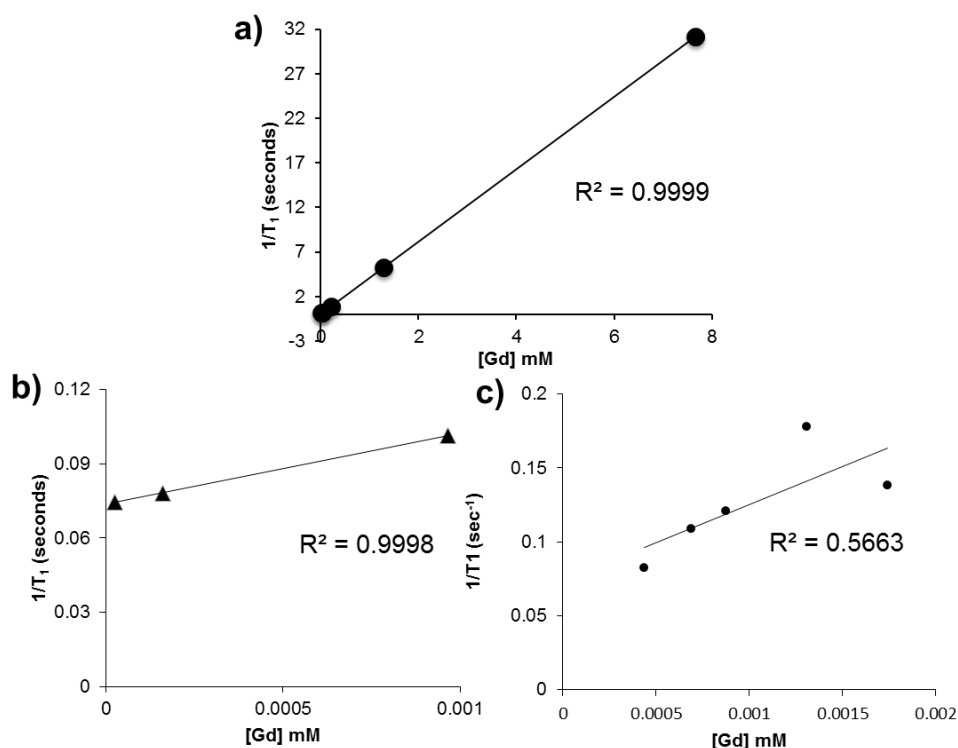 a)
32
27
22
17
12
7
2
-3
1/T₁ (seconds)
R² = 0.9999
0 2 4 6 8
[Gd] mM
b)
0.12
0.09
0.06
0.03
0
1/T₁ (seconds)
R² = 0.9998
0 0.0005 0.001
[Gd] mM
c)
0.2
0.15
0.1
0.05
0
1/T1 (sec⁻¹)
R² = 0.5663
0 0.0005 0.001 0.0015 0.002
[Gd] mM